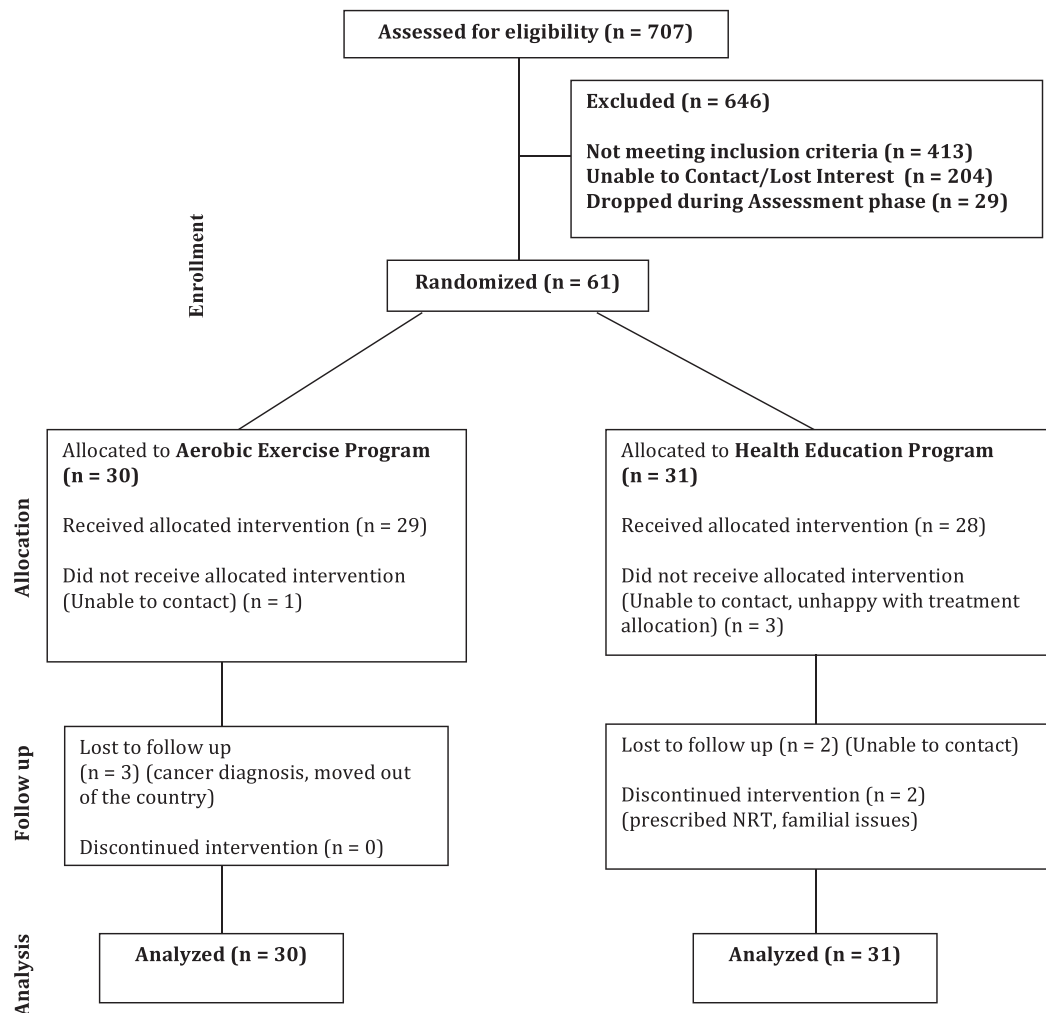 Assessed for eligibility (n = 707)
Excluded (n = 646)
Not meeting inclusion criteria (n = 413)
Unable to Contact/Lost Interest (n = 204)
Dropped during Assessment phase (n = 29)
Enrollment
Randomized (n = 61)
Allocation
Allocated to Aerobic Exercise Program
(n = 30)
Received allocated intervention (n = 29)
Did not receive allocated intervention
(Unable to contact) (n = 1)
Allocated to Health Education Program
(n = 31)
Received allocated intervention (n = 28)
Did not receive allocated intervention
(Unable to contact, unhappy with treatment
allocation) (n = 3)
Follow up
Lost to follow up
(n = 3) (cancer diagnosis, moved out
of the country)
Discontinued intervention (n = 0)
Lost to follow up (n = 2) (Unable to contact)
Discontinued intervention (n = 2)
(prescribed NRT, familial issues)
Analysis
Analyzed (n = 30)
Analyzed (n = 31)